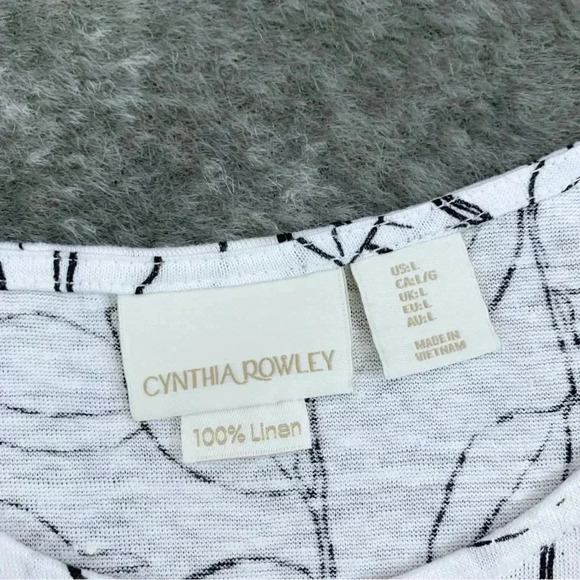 CYNTHIA ROWLEY
100% Linen
US: L
CA: L/G
UK: L
EU: L
AU: L
MADE IN
VIETNAM